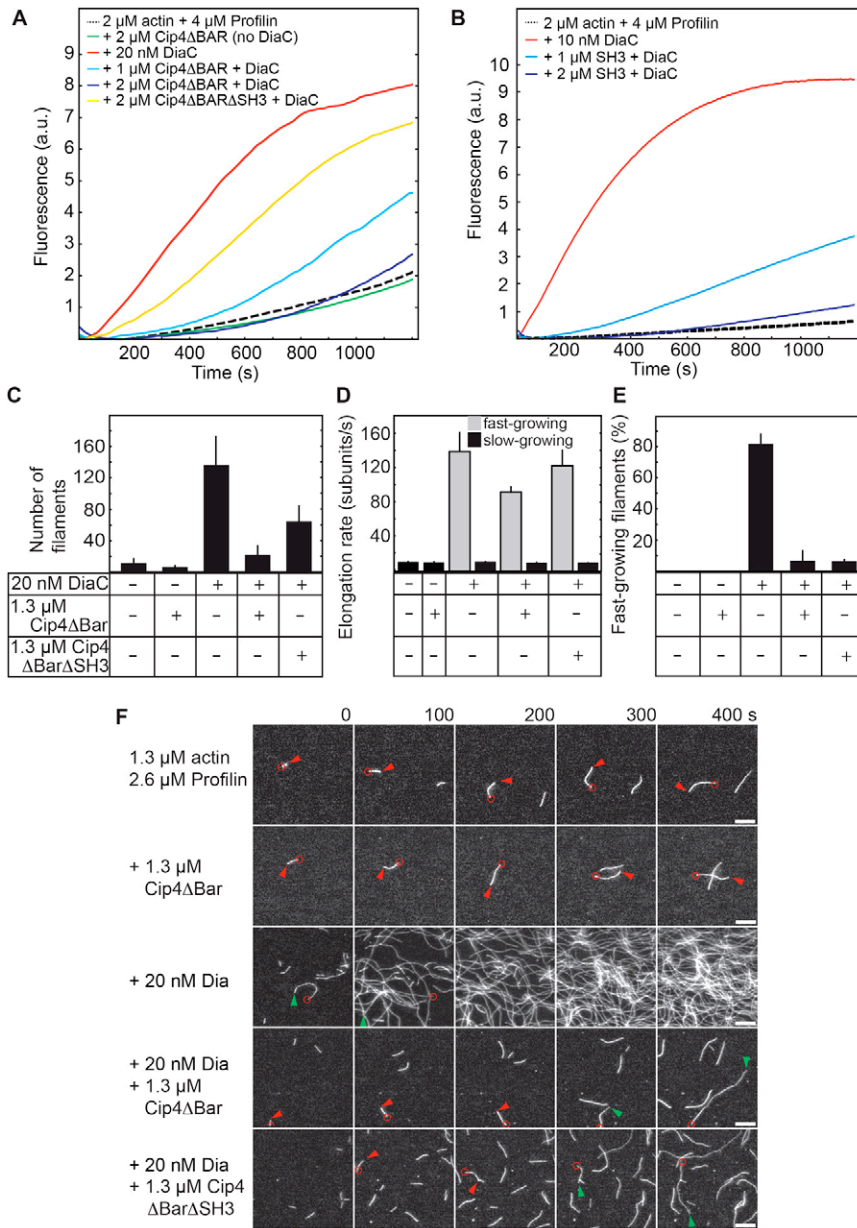 A
2 µM actin + 4 µM Profilin
+ 2 µM Cip4ΔBAR (no DiaC)
+ 20 nM DiaC
+ 1 µM Cip4ΔBAR + DiaC
+ 2 µM Cip4ΔBAR + DiaC
+ 2 µM Cip4ΔBARΔSH3 + DiaC
Fluorescence (a.u.)
9
8
7
6
5
4
3
2
1
200 400 600 800 1000
Time (s)
B
2 µM actin + 4 µM Profilin
+ 10 nM DiaC
+ 1 µM SH3 + DiaC
+ 2 µM SH3 + DiaC
Fluorescence (a.u.)
10
9
8
7
6
5
4
3
2
1
200 400 600 800 1000
Time (s)
C
Number of
filaments
160
120
80
40
20 nM DiaC - - + + +
1.3 µM
Cip4ΔBar - + - + -
1.3 µM Cip4
ΔBarΔSH3 - - - - +
D
fast-growing
slow-growing
Elongation rate (subunits/s)
160
120
80
40
- - + + +
- + - + -
- - - - +
E
Fast-growing filaments (%)
80
60
40
20
- - + + +
- + - + -
- - - - +
F
0 100 200 300 400 s
1.3 µM actin
2.6 µM Profilin
+ 1.3 µM
Cip4ΔBar
+ 20 nM Dia
+ 20 nM Dia
+ 1.3 µM
Cip4ΔBar
+ 20 nM Dia
+ 1.3 µM Cip4
ΔBarΔSH3